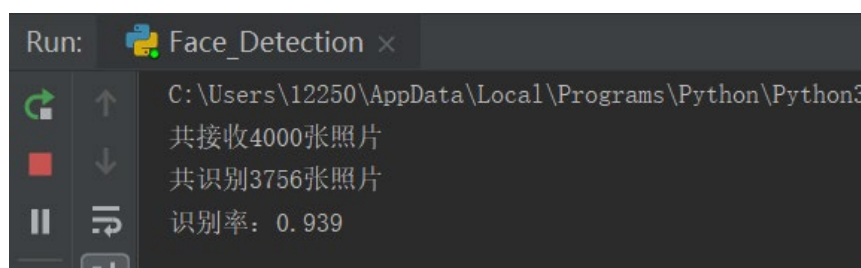 Run: Face_Detection ×
C:\Users\12250\AppData\Local\Programs\Python\Python3
共接收4000张照片
共识别3756张照片
识别率: 0.939